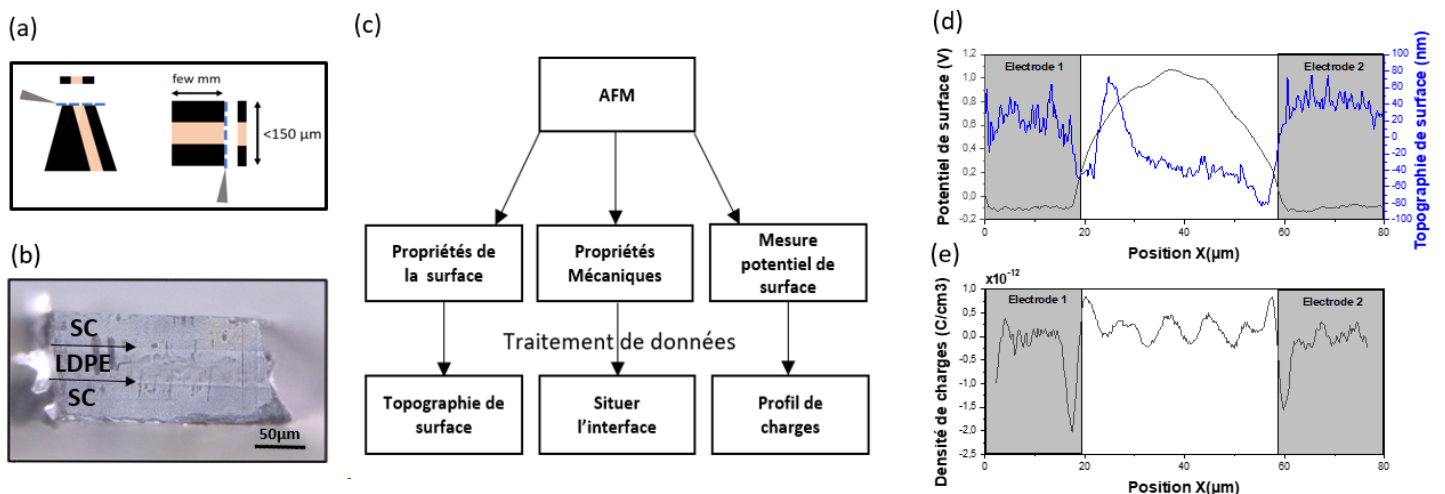 (a)
few mm
<150 µm
(b)
SC
LDPE
SC
50µm
(c)
AFM
Propriétés de
la surface
Propriétés
Mécaniques
Mesure
potentiel de
surface
Traitement de données
Topographie de
surface
Situer
l'interface
Profil de
charges
(d)
Potentiel de surface (V)
1,2
1,0
0,8
0,6
0,4
0,2
0,0
-0,2
Electrode 1
Electrode 2
100
80
60
40
20
0
-20
-40
-60
-80
-100
Topographie de surface (nm)
0
20
40
60
80
Position X(µm)
(e)
x10⁻¹²
Densité de charges (C/cm3)
1,0
0,5
0,0
-0,5
-1,0
-1,5
-2,0
-2,5
Electrode 1
Electrode 2
0
20
40
60
80
Position X(µm)